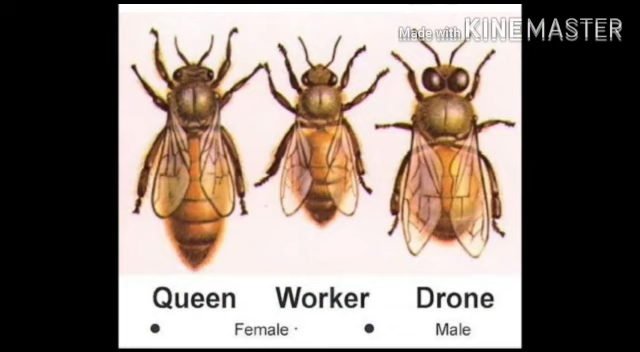 Made with KINEMASTER
Queen Worker Drone
• Female · • Male